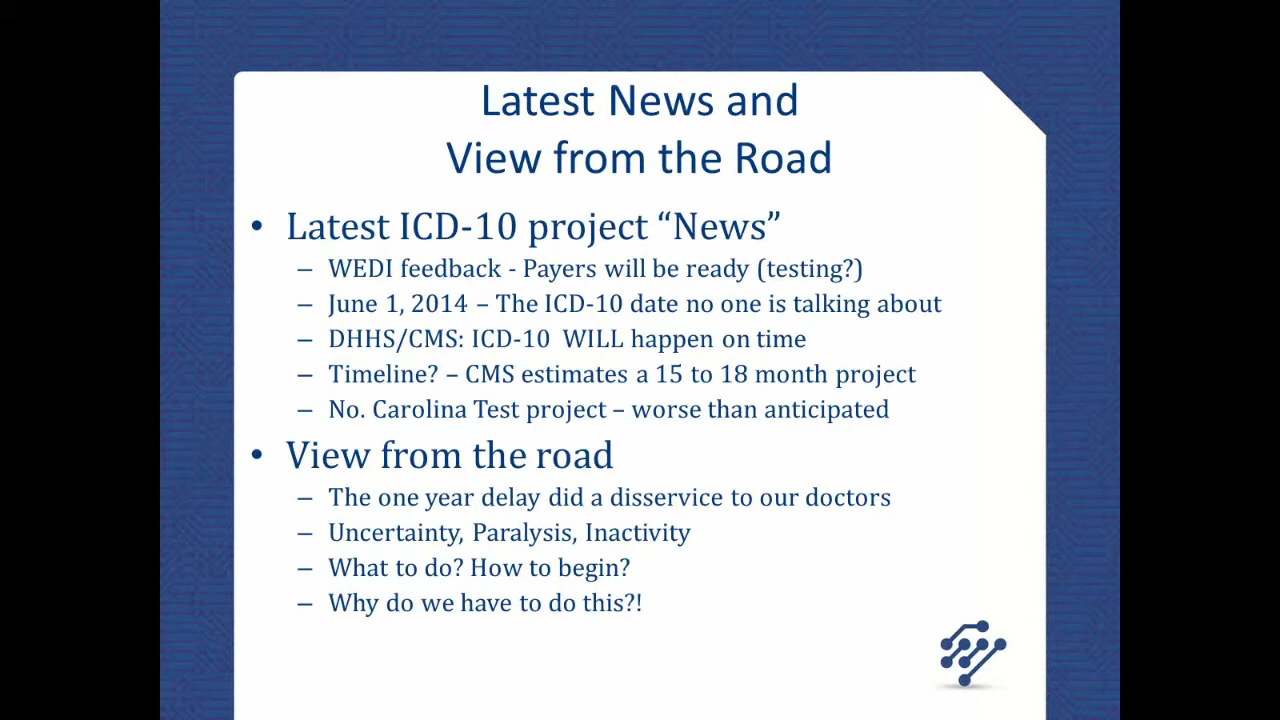 Latest News and
View from the Road
• Latest ICD-10 project “News”
– WEDI feedback - Payers will be ready (testing?)
– June 1, 2014 – The ICD-10 date no one is talking about
– DHHS/CMS: ICD-10  WILL happen on time
– Timeline? – CMS estimates a 15 to 18 month project
– No. Carolina Test project – worse than anticipated
• View from the road
– The one year delay did a disservice to our doctors
– Uncertainty, Paralysis, Inactivity
– What to do? How to begin?
– Why do we have to do this?!